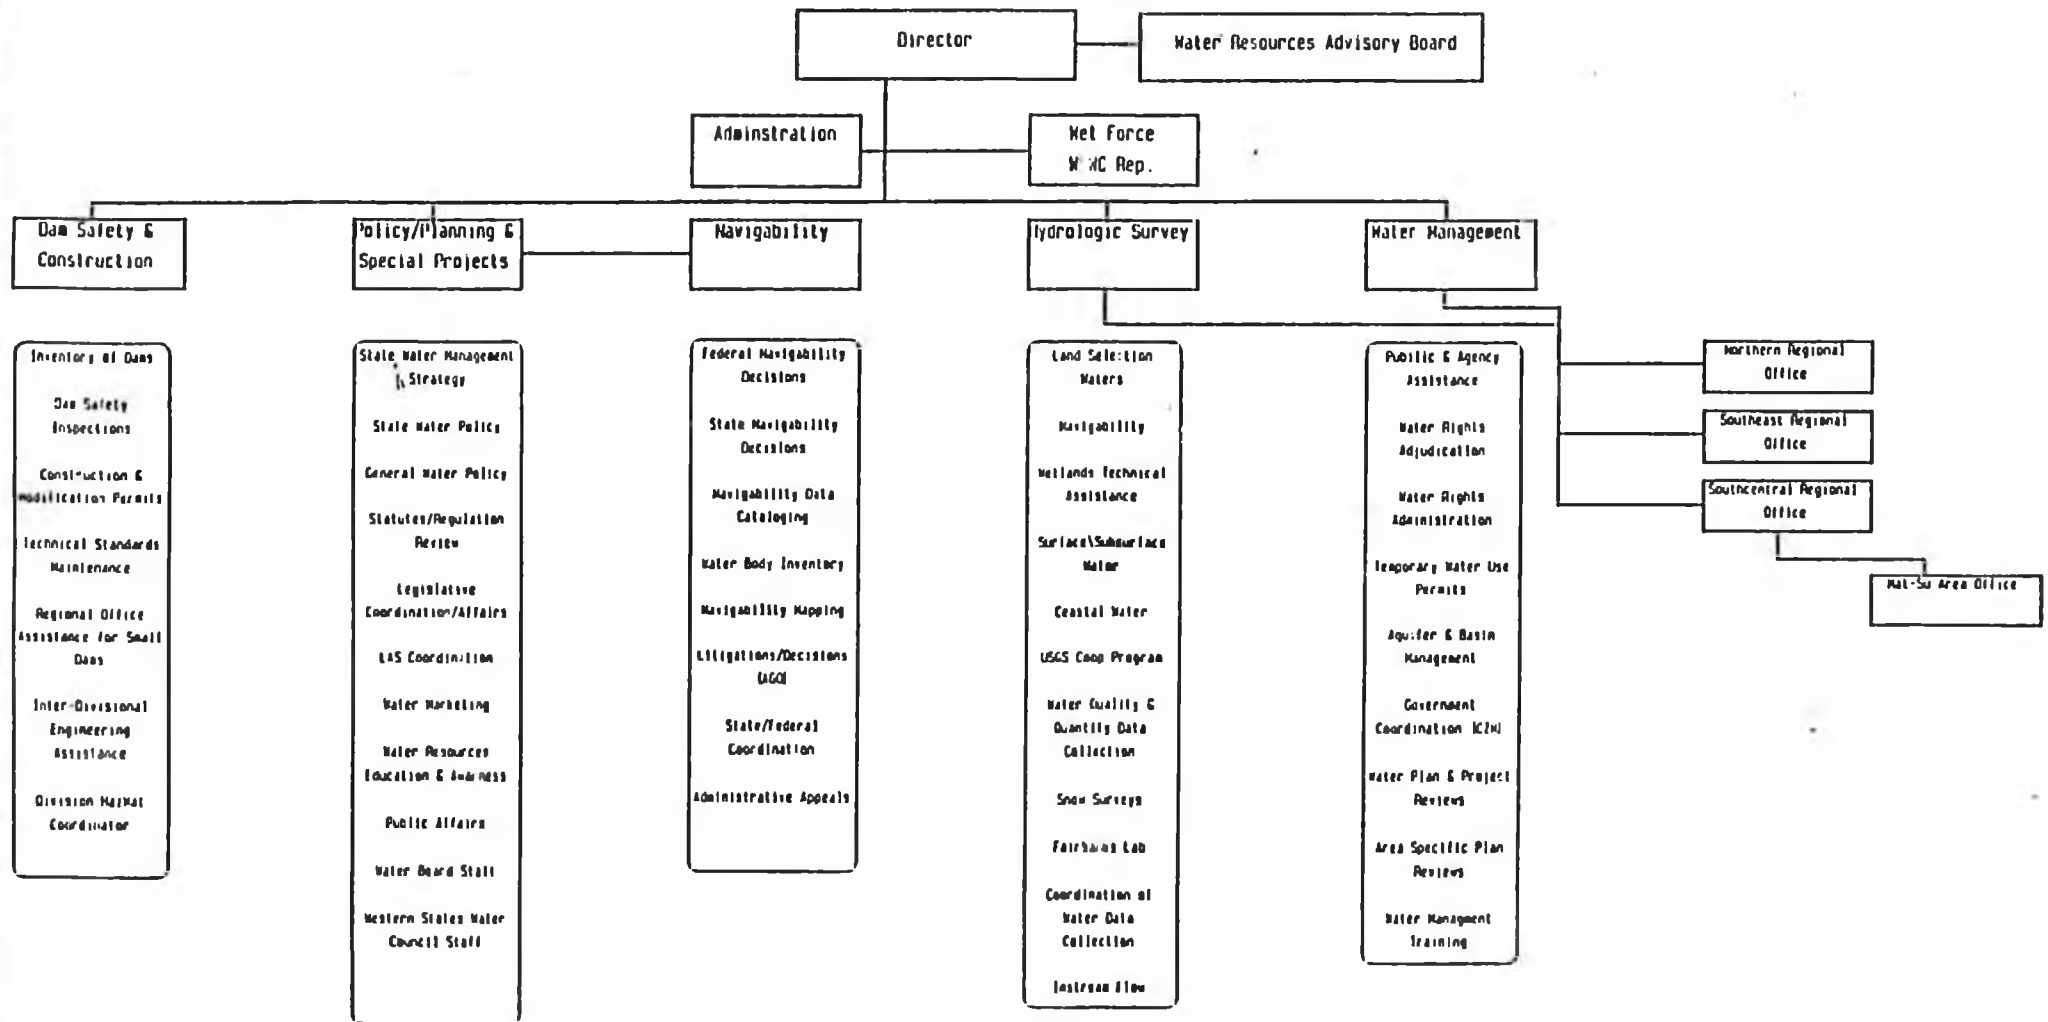 Director
Water Resources Advisory Board
Adminstration
Wet Force
Rep.
Dam Safety &
Construction
Policy/Planning &
Special Projects
Navigability
Hydrologic Survey
Water Management
Inventory of Dams
Dam Safety
Inspections
Construction &
Modification Permits
Technical Standards
Maintenance
Regional Office
Assistance for Small
Dams
Inter-Divisional
Engineering
Assistance
Division HazMat
Coordinator
State Water Management
Strategy
State Water Policy
General Water Policy
Statutes/Regulation
Review
Legislative
Coordination/Affairs
LAS Coordination
Water Marketing
Water Resources
Education & Awarness
Public Affairs
Water Board Staff
Western States Water
Council Staff
Federal Navigability
Decisions
State Navigability
Decisions
Navigability Data
Cataloging
Water Body Inventory
Navigability Mapping
Litigations/Decisions
(AGO)
State/Federal
Coordination
Administrative Appeals
Land Selection
Waters
Navigability
Wetlands Technical
Assistance
Surface\Subsurface
Water
Coastal Water
USGS Coop Program
Water Quality &
Quantity Data
Collection
Snow Surveys
Fairbanks Lab
Coordination of
Water Data
Collection
Instream Flow
Public & Agency
Assistance
Water Rights
Adjudication
Water Rights
Administration
Temporary Water Use
Permits
Aquifer & Basin
Management
Government
Coordination (CZM)
Water Plan & Project
Reviews
Area Specific Plan
Reviews
Water Managment
Training
Northern Regional
Office
Southeast Regional
Office
Southcentral Regional
Office
Mat-Su Area Office